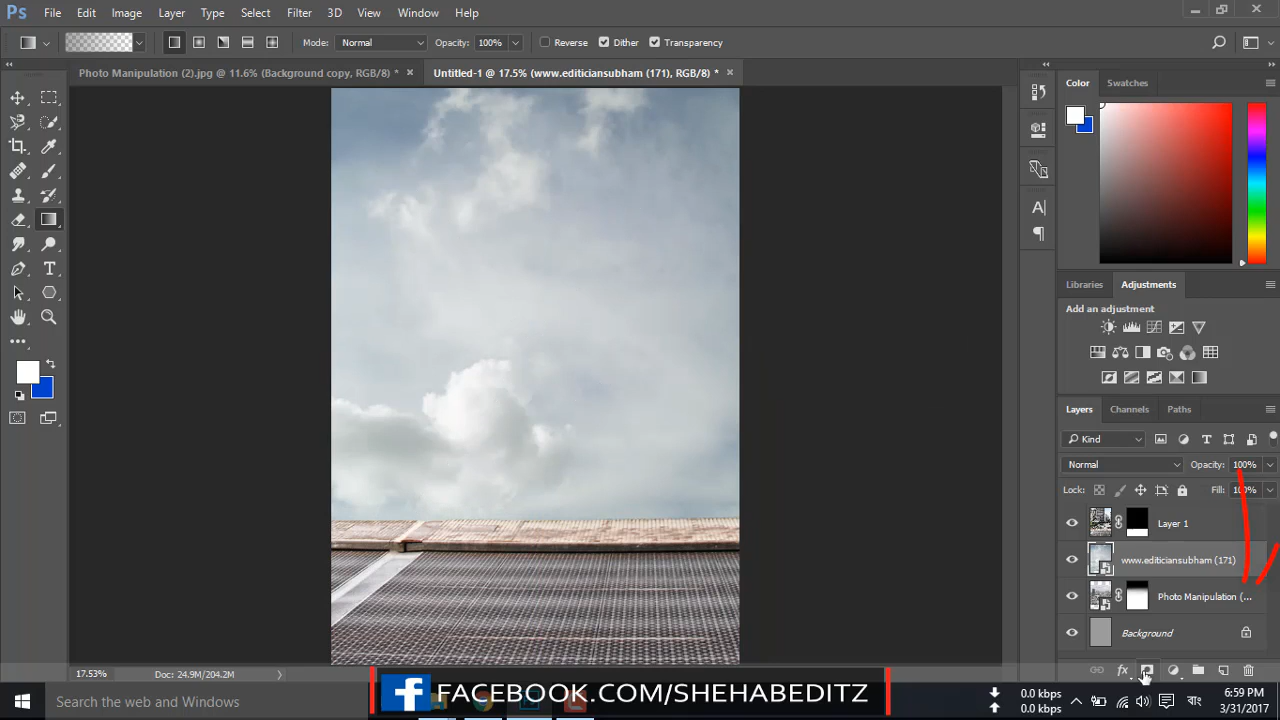 Ps File Edit Image Layer Type Select Filter 3D View Window Help
Mode: Normal Opacity: 100% Reverse Dither Transparency
Photo Manipulation (2).jpg @ 11.6% (Background copy, RGB/8) * × Untitled-1 @ 17.5% (www.editiciansubham (171), RGB/8) * ×
Color Swatches
Libraries Adjustments
Add an adjustment
Layers Channels Paths
Kind
Normal Opacity: 100%
Lock: Fill: 100%
Layer 1
www.editiciansubham (171)
Photo Manipulation (...
Background
fx
17.53% Doc: 24.9M/204.2M
FACEBOOK.COM/SHEHABEDITZ
Search the web and Windows
0.0 kbps
0.0 kbps
বাং
6:59 PM
3/31/2017